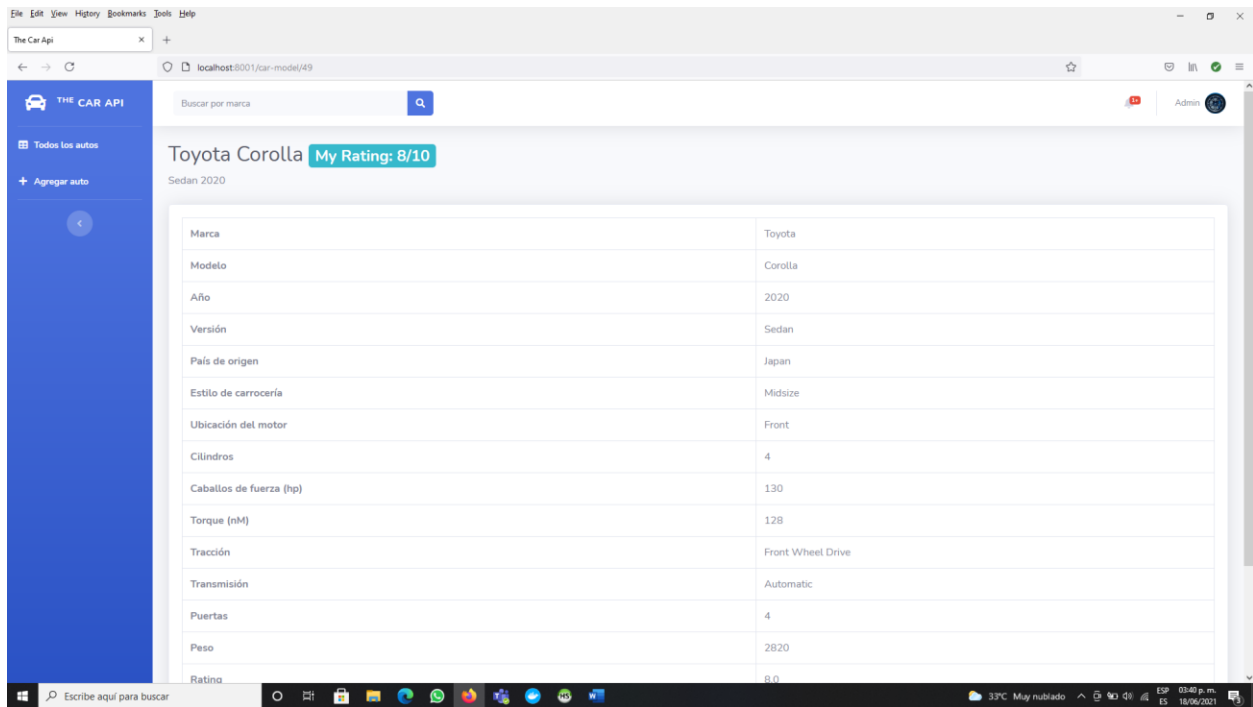 File Edit View History Bookmarks Tools Help
The Car Api
localhost:8001/car-model/49
THE CAR API
Buscar por marca
3+
Admin
Todos los autos
Agregar auto
Toyota Corolla My Rating: 8/10
Sedan 2020
Marca Toyota
Modelo Corolla
Año 2020
Versión Sedan
País de origen Japan
Estilo de carrocería Midsize
Ubicación del motor Front
Cilindros 4
Caballos de fuerza (hp) 130
Torque (nM) 128
Tracción Front Wheel Drive
Transmisión Automatic
Puertas 4
Peso 2820
Rating 8.0
Escribe aquí para buscar
33°C Muy nublado
ESP
ES
03:40 p. m.
18/06/2021